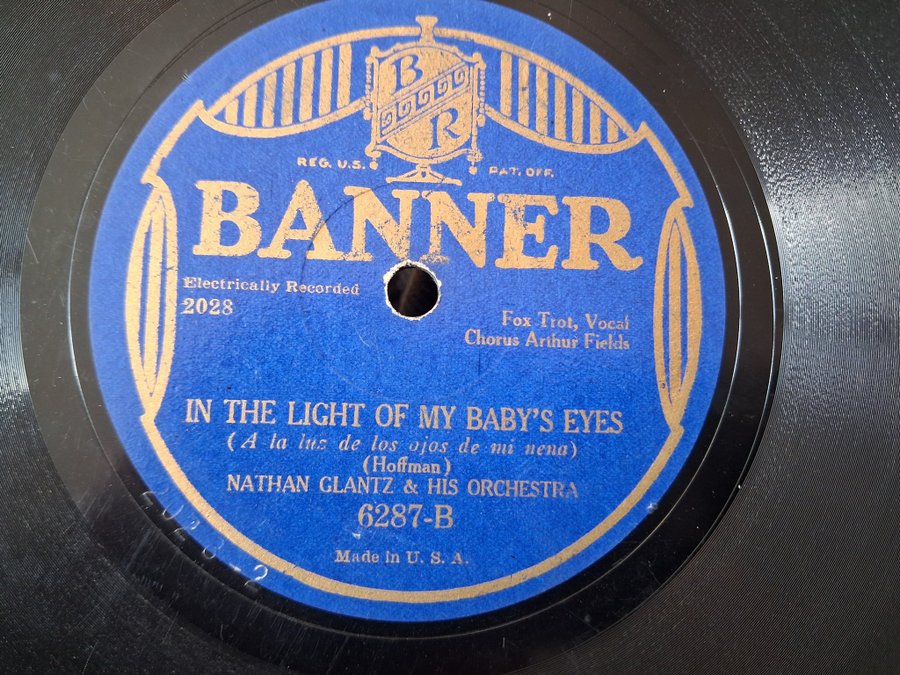 B
R
REG. U.S. PAT. OFF.
BANNER
Electrically Recorded
2028
Fox Trot, Vocal
Chorus Arthur Fields
IN THE LIGHT OF MY BABY'S EYES
(A la luz de los ojos de mi nena)
(Hoffman)
NATHAN GLANTZ & HIS ORCHESTRA
6287-B
Made in U. S. A.